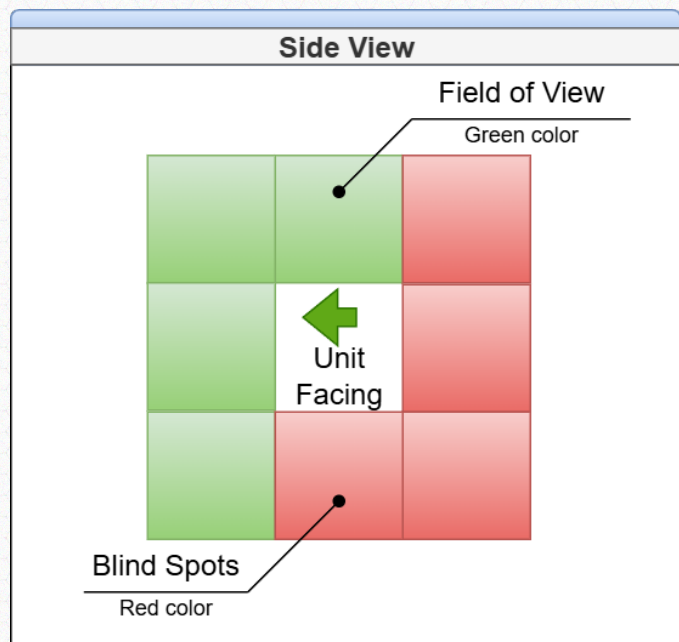 Side View
Field of View
Green color
Unit
Facing
Blind Spots
Red color